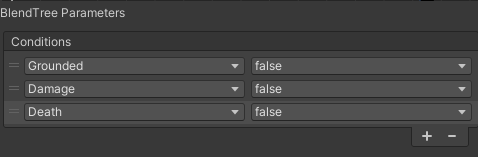 BlendTree Parameters
Conditions
Grounded false
Damage false
Death false
+ -